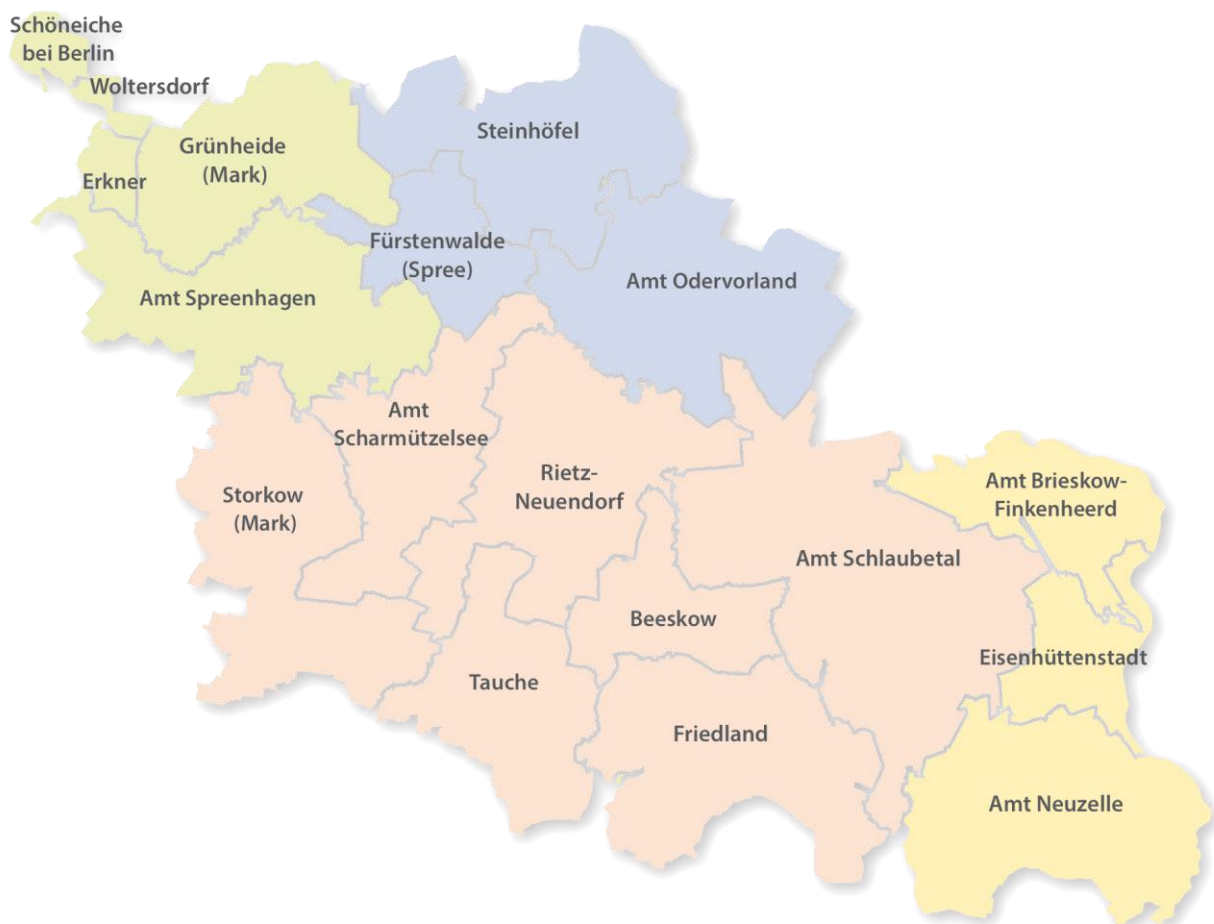 Schöneiche
bei Berlin
Woltersdorf
Grünheide
(Mark)
Erkner
Steinhöfel
Fürstenwalde
(Spree)
Amt Odervorland
Amt Spreenhagen
Amt
Scharmützelsee
Storkow
(Mark)
Rietz-
Neuendorf
Amt Brieskow-
Finkenheerd
Amt Schlaubetal
Beeskow
Eisenhüttenstadt
Tauche
Friedland
Amt Neuzelle